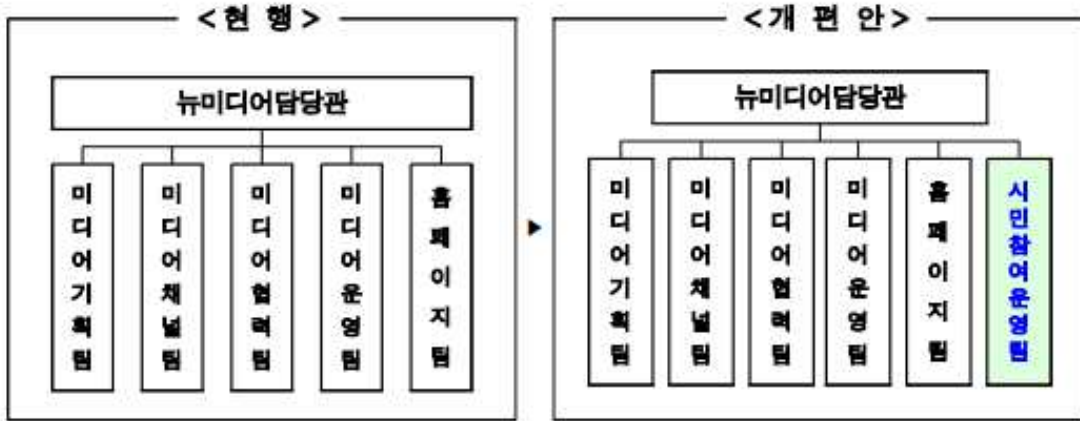 <현 행>
뉴미디어담당관
미디어기획팀
미디어채널팀
미디어협력팀
미디어운영팀
홈페이지팀
▶
<개 편 안>
뉴미디어담당관
미디어기획팀
미디어채널팀
미디어협력팀
미디어운영팀
홈페이지팀
시민참여운영팀